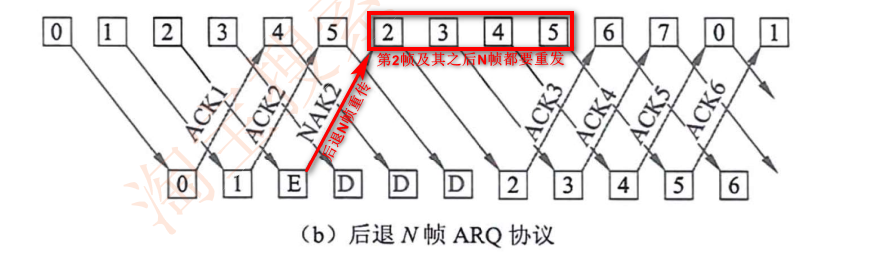 0 1 2 3 4 5 2 3 4 5 6 7 0 1
第2帧及其之后N帧都要重发
ACK1 ACK2 NAK2 后退N帧重传 ACK3 ACK4 ACK5 ACK6
0 1 E D D D 2 3 4 5 6
(b) 后退 N 帧 ARQ 协议